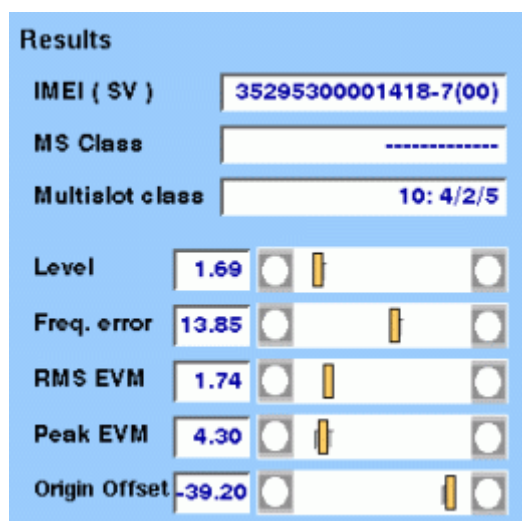 Results
IMEI ( SV ) 35295300001418-7(00)
MS Class -------------
Multislot class 10: 4/2/5
Level 1.69
Freq. error 13.85
RMS EVM 1.74
Peak EVM 4.30
Origin Offset -39.20